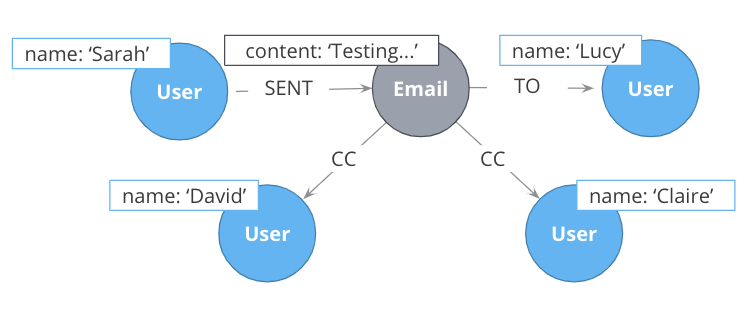 name: ‘Sarah’
content: ‘Testing...’
name: ‘Lucy’
User
SENT
Email
TO
User
CC
CC
name: ‘David’
name: ‘Claire’
User
User